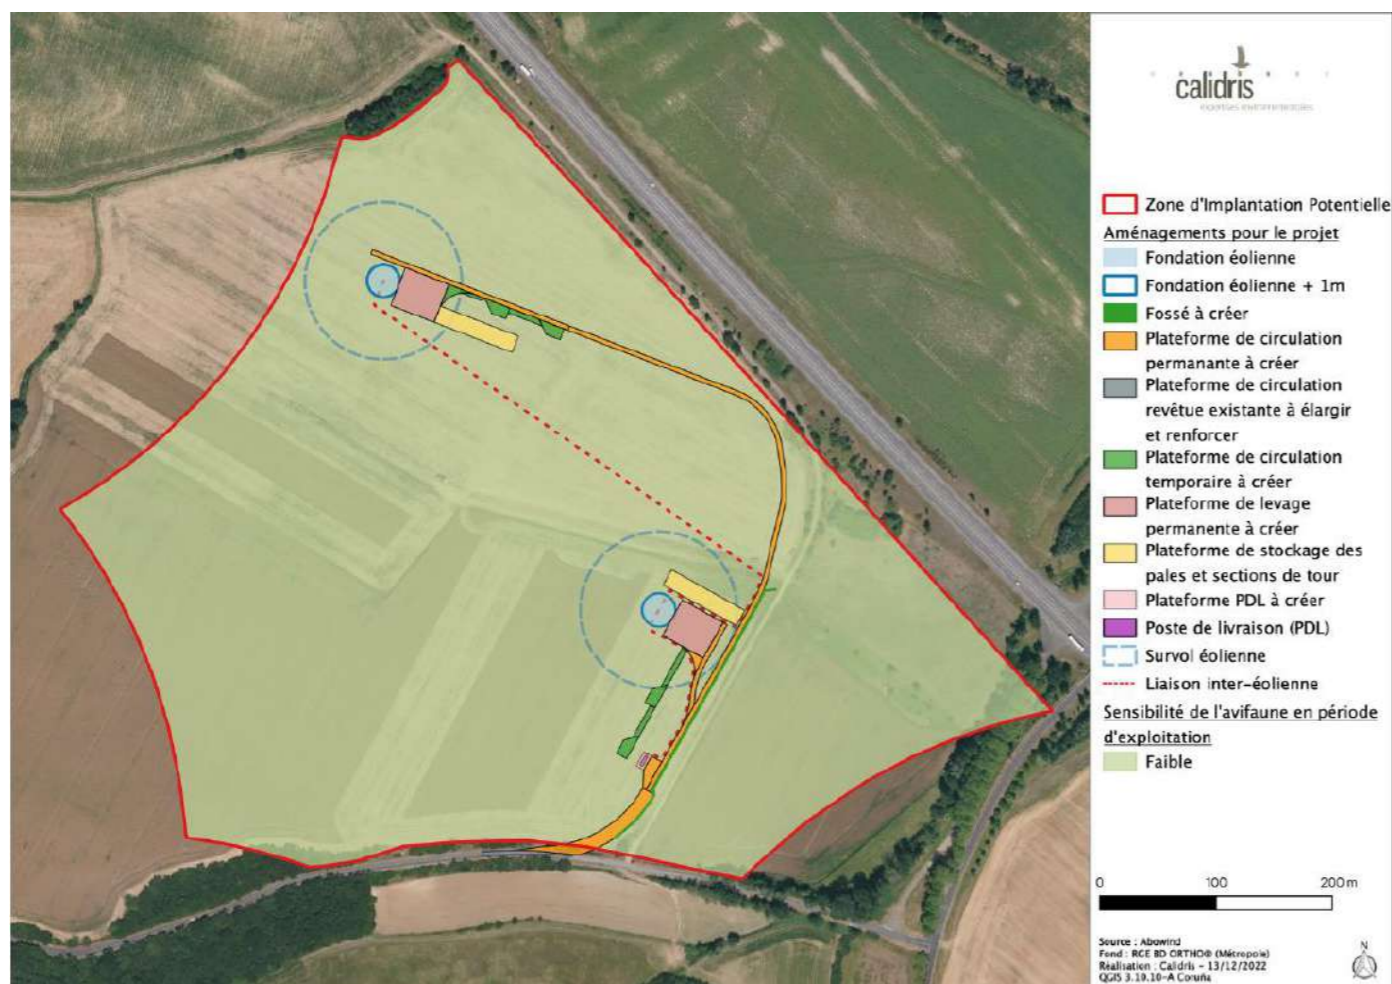 calidris
expertises environnementales
Zone d'Implantation Potentielle
Aménagements pour le projet
Fondation éolienne
Fondation éolienne + 1m
Fossé à créer
Plateforme de circulation
permanante à créer
Plateforme de circulation
revêtue existante à élargir
et renforcer
Plateforme de circulation
temporaire à créer
Plateforme de levage
permanente à créer
Plateforme de stockage des
pales et sections de tour
Plateforme PDL à créer
Poste de livraison (PDL)
Survol éolienne
Liaison inter-éolienne
Sensibilité de l'avifaune en période
d'exploitation
Faible
0 100 200 m
Source : Abowind
Fond : RGE BD ORTHO® (Métropole)
Réalisation : Calidris - 13/12/2022
QGIS 3.10.10-A Coruña
N